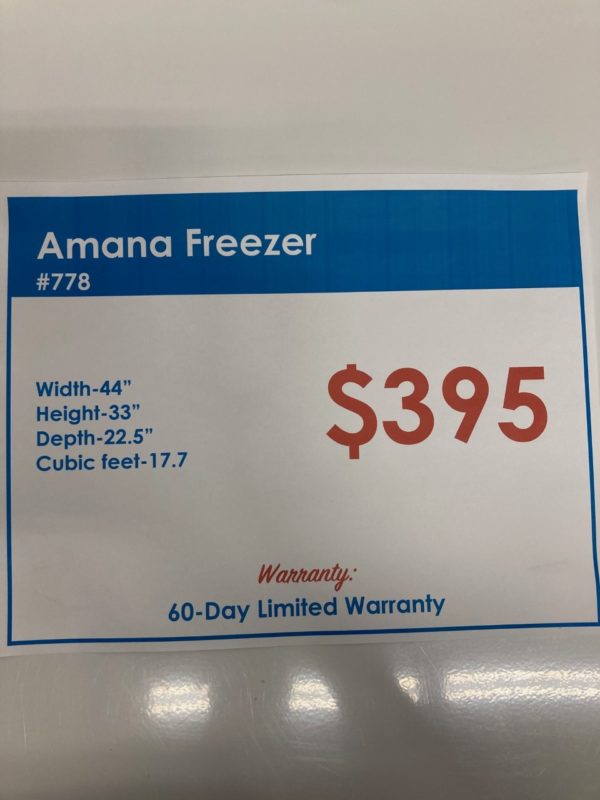 Amana Freezer
#778
Width-44”
Height-33”
Depth-22.5”
Cubic feet-17.7
$395
Warranty:
60-Day Limited Warranty